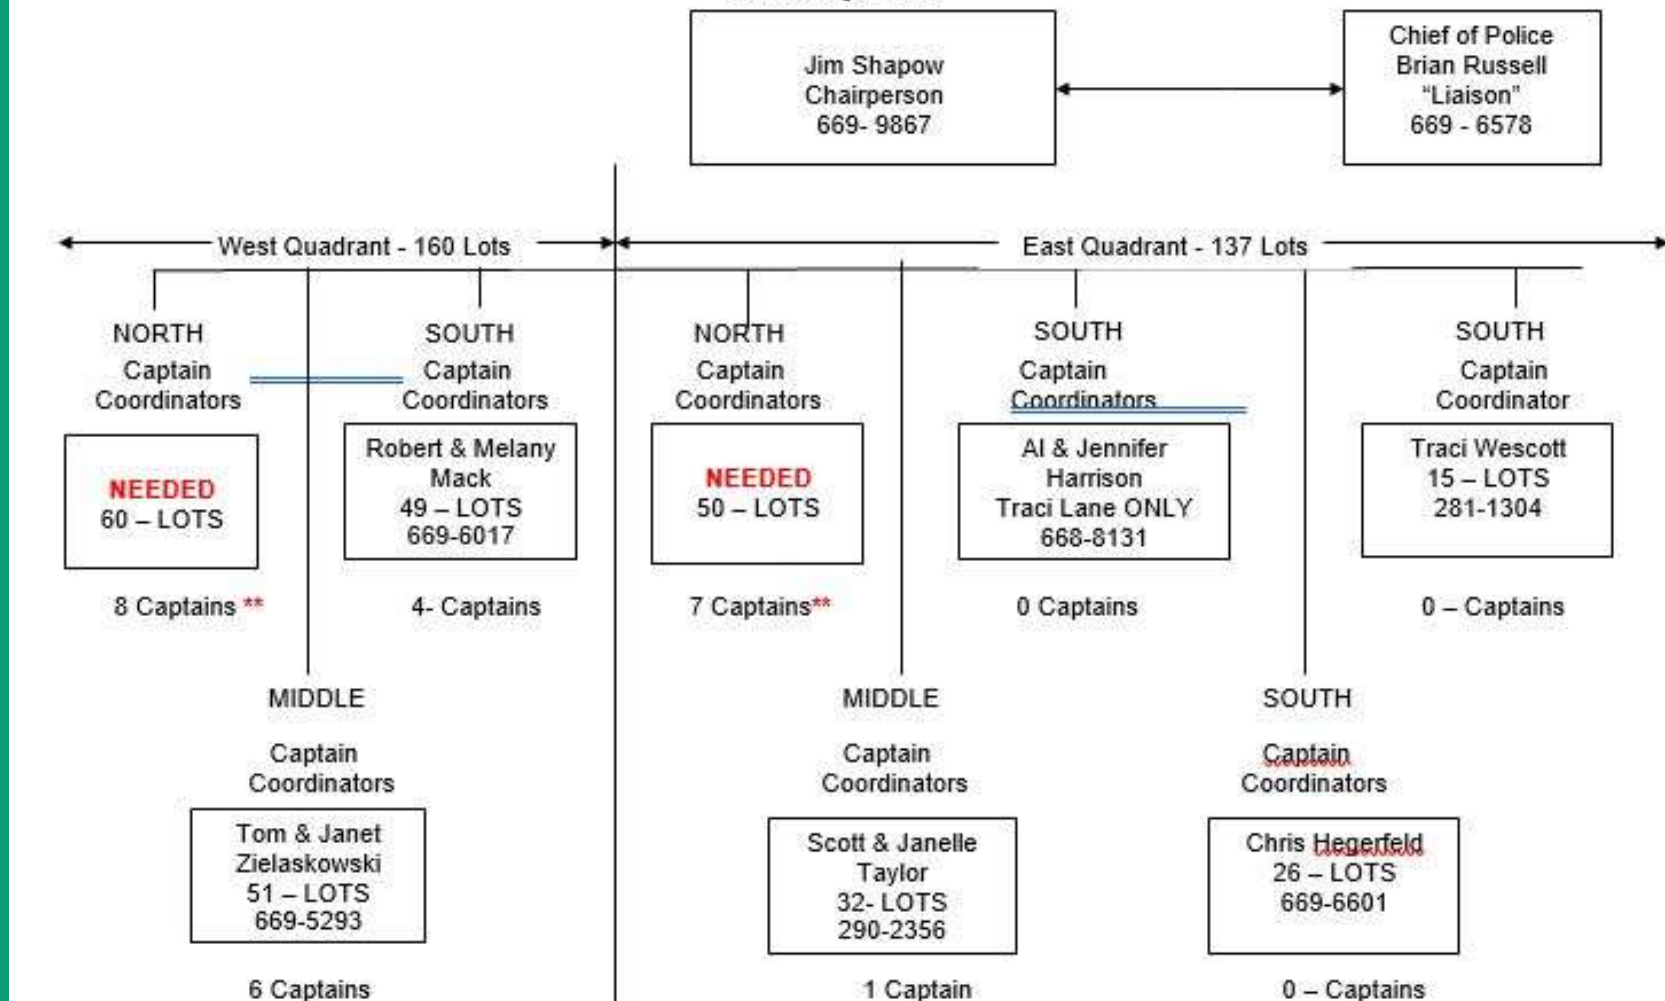 Jim Shapow
Chairperson
669- 9867
Chief of Police
Brian Russell
“Liaison”
669 - 6578
West Quadrant - 160 Lots
East Quadrant - 137 Lots
NORTH
Captain
Coordinators
NEEDED
60 – LOTS
8 Captains **
SOUTH
Captain
Coordinators
Robert & Melany
Mack
49 – LOTS
669-6017
4- Captains
NORTH
Captain
Coordinators
NEEDED
50 – LOTS
7 Captains**
SOUTH
Captain
Coordinators
Al & Jennifer
Harrison
Traci Lane ONLY
668-8131
0 Captains
SOUTH
Captain
Coordinator
Traci Wescott
15 – LOTS
281-1304
0 – Captains
MIDDLE
Captain
Coordinators
Tom & Janet
Zielaskowski
51 – LOTS
669-5293
6 Captains
MIDDLE
Captain
Coordinators
Scott & Janelle
Taylor
32- LOTS
290-2356
1 Captain
SOUTH
Captain
Coordinators
Chris Hegerfeld
26 – LOTS
669-6601
0 – Captains